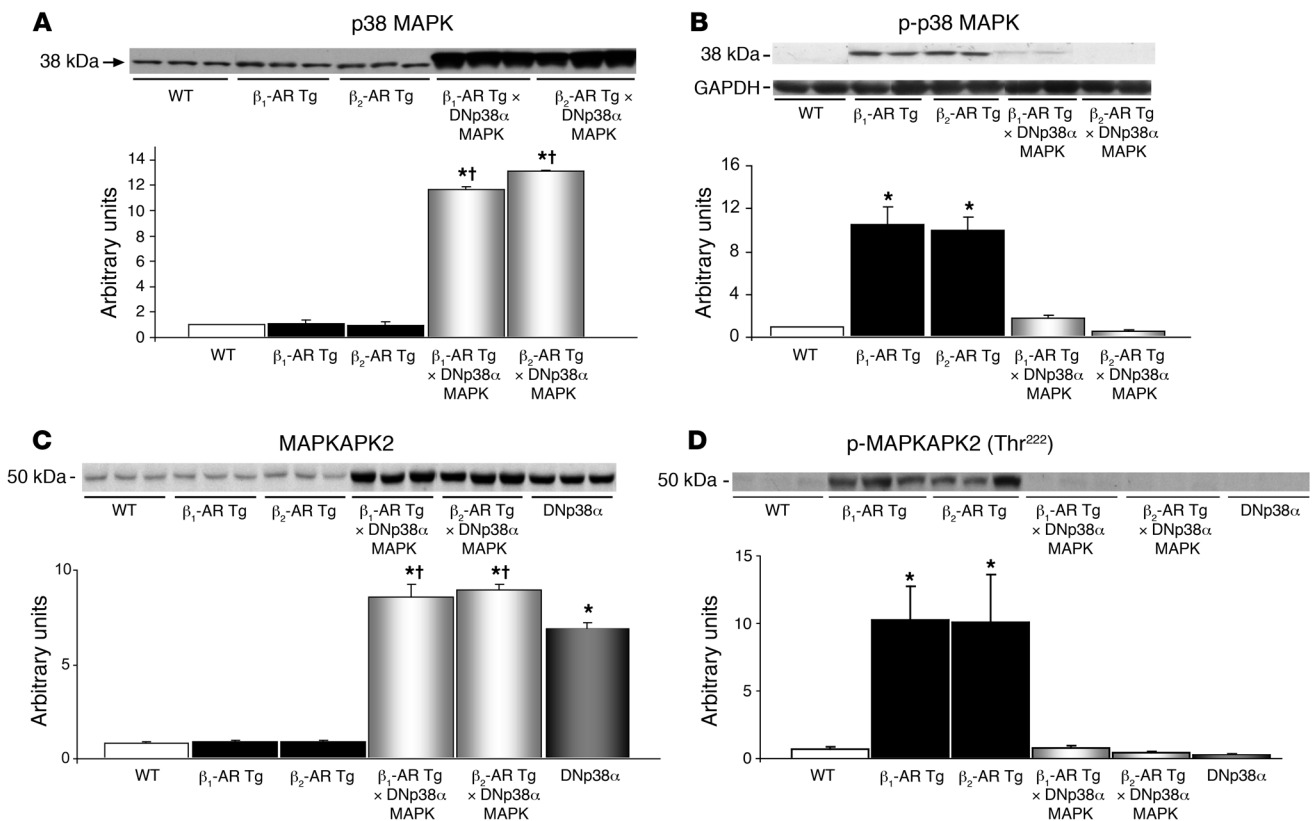 A
p38 MAPK
38 kDa
WT
β₁-AR Tg
β₂-AR Tg
β₁-AR Tg ×
DNp38α
MAPK
β₂-AR Tg ×
DNp38α
MAPK
Arbitrary units
14
12
10
8
6
4
2
0
*†
*†
WT
β₁-AR Tg
β₂-AR Tg
β₁-AR Tg
× DNp38α
MAPK
β₂-AR Tg
× DNp38α
MAPK
B
p-p38 MAPK
38 kDa
GAPDH
WT
β₁-AR Tg
β₂-AR Tg
β₁-AR Tg
× DNp38α
MAPK
β₂-AR Tg
× DNp38α
MAPK
Arbitrary units
16
12
8
4
0
*
*
WT
β₁-AR Tg
β₂-AR Tg
β₁-AR Tg
× DNp38α
MAPK
β₂-AR Tg
× DNp38α
MAPK
C
MAPKAPK2
50 kDa
WT
β₁-AR Tg
β₂-AR Tg
β₁-AR Tg
× DNp38α
MAPK
β₂-AR Tg
× DNp38α
MAPK
DNp38α
Arbitrary units
10
5
0
*†
*†
*
WT
β₁-AR Tg
β₂-AR Tg
β₁-AR Tg
× DNp38α
MAPK
β₂-AR Tg
× DNp38α
MAPK
DNp38α
D
p-MAPKAPK2 (Thr²²²)
50 kDa
WT
β₁-AR Tg
β₂-AR Tg
β₁-AR Tg
× DNp38α
MAPK
β₂-AR Tg
× DNp38α
MAPK
DNp38α
Arbitrary units
15
10
5
0
*
*
WT
β₁-AR Tg
β₂-AR Tg
β₁-AR Tg
× DNp38α
MAPK
β₂-AR Tg
× DNp38α
MAPK
DNp38α